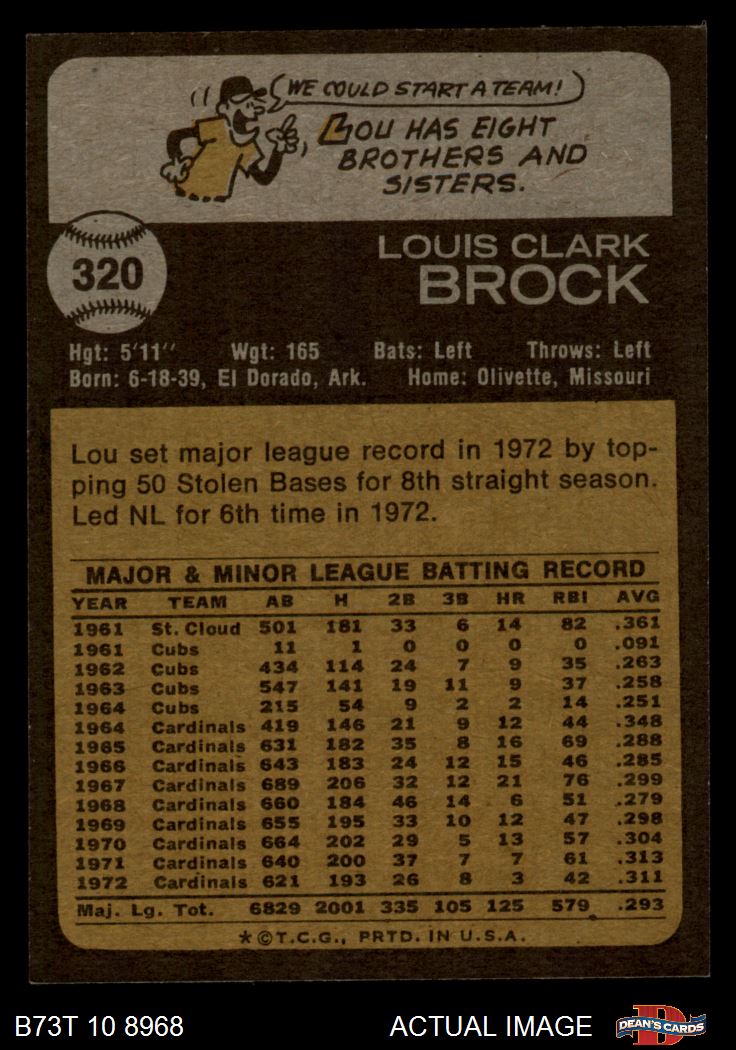 WE COULD START A TEAM!
LOU HAS EIGHT
BROTHERS AND
SISTERS.
320
LOUIS CLARK
BROCK
Hgt: 5'11" Wgt: 165 Bats: Left Throws: Left
Born: 6-18-39, El Dorado, Ark. Home: Olivette, Missouri
Lou set major league record in 1972 by top-
ping 50 Stolen Bases for 8th straight season.
Led NL for 6th time in 1972.
MAJOR & MINOR LEAGUE BATTING RECORD
YEAR TEAM AB H 2B 3B HR RBI AVG
1961 St. Cloud 501 181 33 6 14 82 .361
1961 Cubs 11 1 0 0 0 0 .091
1962 Cubs 434 114 24 7 9 35 .263
1963 Cubs 547 141 19 11 9 37 .258
1964 Cubs 215 54 9 2 2 14 .251
1964 Cardinals 419 146 21 9 12 44 .348
1965 Cardinals 631 182 35 8 16 69 .288
1966 Cardinals 643 183 24 12 15 46 .285
1967 Cardinals 689 206 32 12 21 76 .299
1968 Cardinals 660 184 46 14 6 51 .279
1969 Cardinals 655 195 33 10 12 47 .298
1970 Cardinals 664 202 29 5 13 57 .304
1971 Cardinals 640 200 37 7 7 61 .313
1972 Cardinals 621 193 26 8 3 42 .311
Maj. Lg. Tot. 6829 2001 335 105 125 579 .293
*©T.C.G., PRTD. IN U.S.A.
B73T 10 8968 ACTUAL IMAGE D DEAN'S CARDS